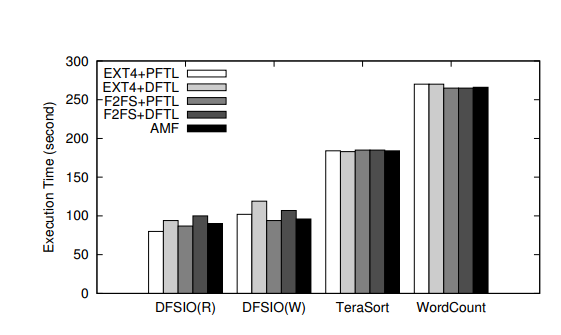 300
250
200
150
100
50
0
Execution Time (second)
EXT4+PFTL
EXT4+DFTL
F2FS+PFTL
F2FS+DFTL
AMF
DFSIO(R) DFSIO(W) TeraSort WordCount